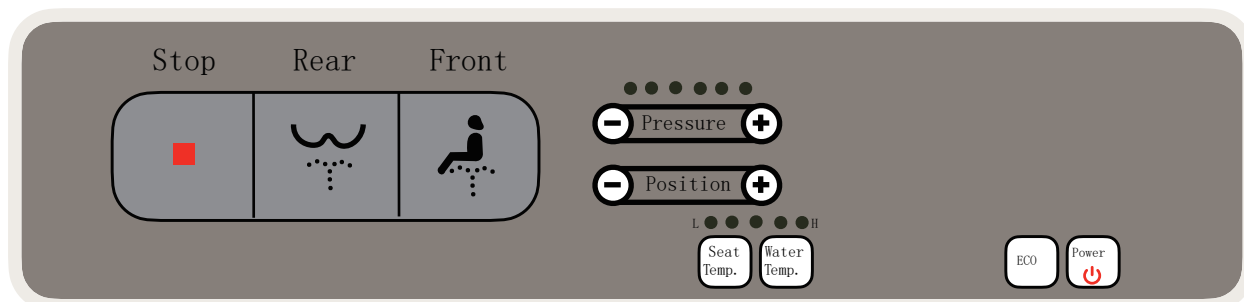 Stop Rear Front
Pressure
Position
L H
Seat Temp.
Water Temp.
ECO
Power